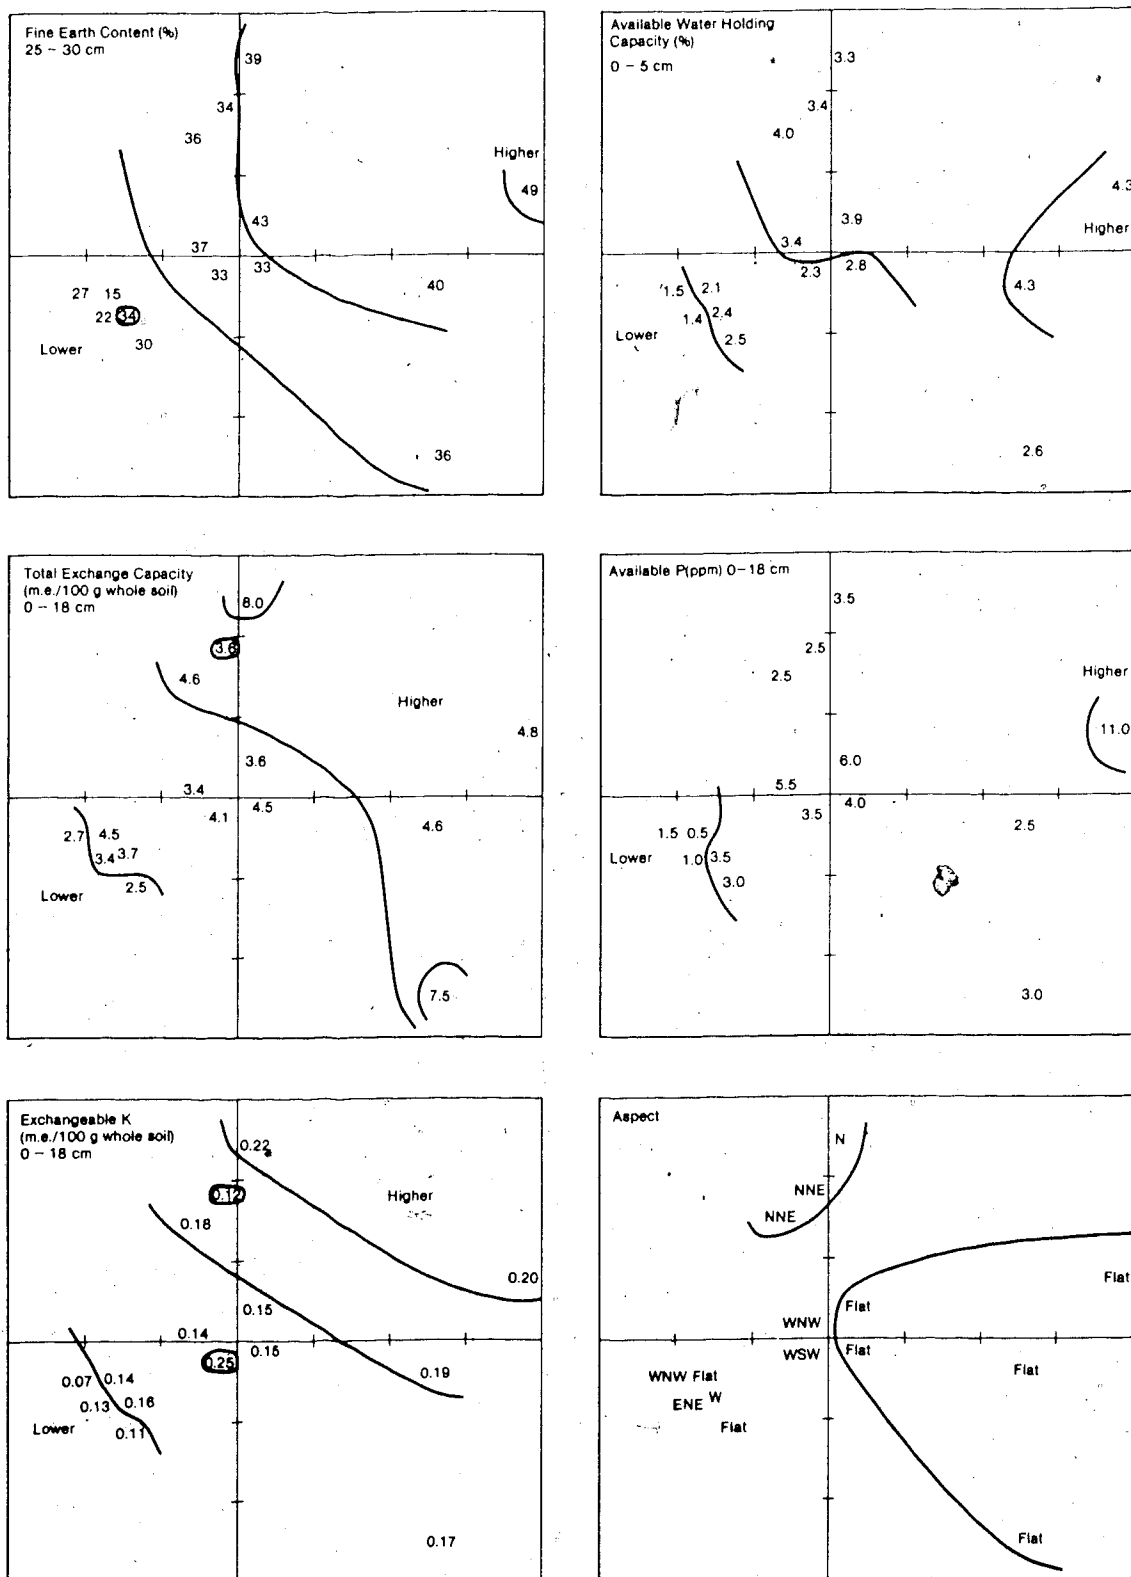 Fine Earth Content (%)
25 – 30 cm
39
34
36
Higher
49
43
37
33
33
40
27
15
22
34
30
Lower
36
Available Water Holding
Capacity (%)
0 – 5 cm
3.3
3.4
4.0
4.3
3.9
Higher
3.4
2.3
2.8
2.1
1.5
4.3
2.4
1.4
Lower
2.5
2.6
Total Exchange Capacity
(m.e./100 g whole soil)
0 – 18 cm
8.0
3.6
4.6
Higher
4.8
3.6
3.4
4.5
4.1
4.6
2.7
4.5
3.7
3.4
2.5
Lower
7.5
Available P(ppm) 0–18 cm
3.5
2.5
2.5
Higher
11.0
6.0
5.5
4.0
3.5
2.5
1.5
0.5
Lower
1.0
3.5
3.0
3.0
Exchangeable K
(m.e./100 g whole soil)
0 – 18 cm
0.22
0.12
Higher
0.18
0.20
0.15
0.14
0.15
0.25
0.19
0.07
0.14
0.13
0.16
Lower
0.11
0.17
Aspect
N
NNE
NNE
Flat
Flat
WNW
WSW
Flat
Flat
WNW Flat
ENE W
Flat
Flat